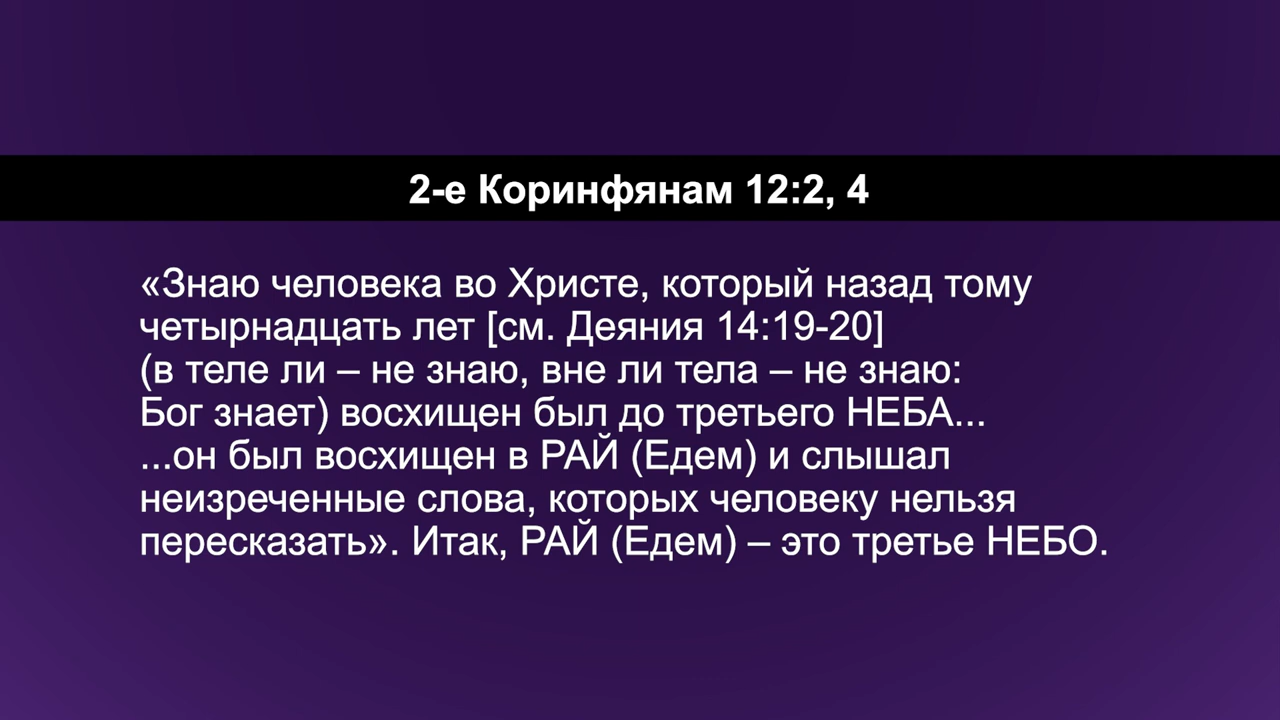 2-е Коринфянам 12:2, 4
«Знаю человека во Христе, который назад тому
четырнадцать лет [см. Деяния 14:19-20]
(в теле ли – не знаю, вне ли тела – не знаю:
Бог знает) восхищен был до третьего НЕБА...
...он был восхищен в РАЙ (Едем) и слышал
неизреченные слова, которых человеку нельзя
пересказать». Итак, РАЙ (Едем) – это третье НЕБО.